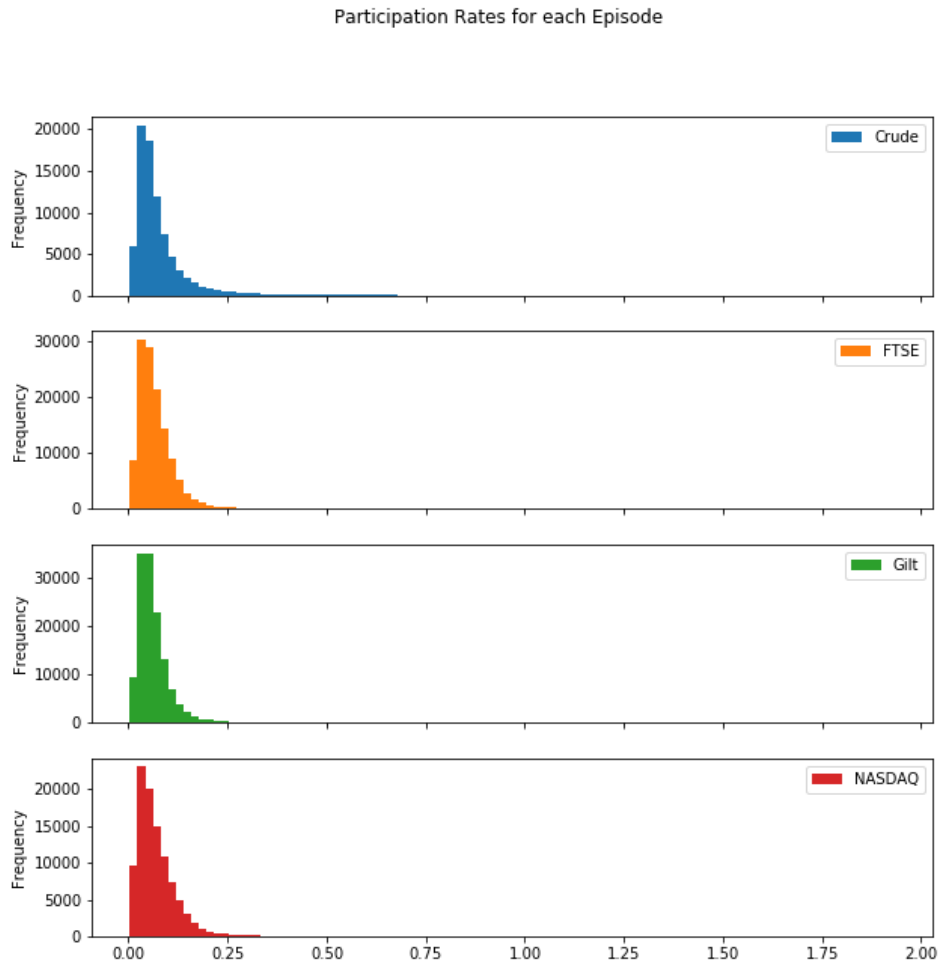 Participation Rates for each Episode
20000
15000
10000
5000
0
Frequency
Crude
30000
20000
10000
0
Frequency
FTSE
30000
20000
10000
0
Frequency
Gilt
20000
15000
10000
5000
0
Frequency
NASDAQ
0.00 0.25 0.50 0.75 1.00 1.25 1.50 1.75 2.00